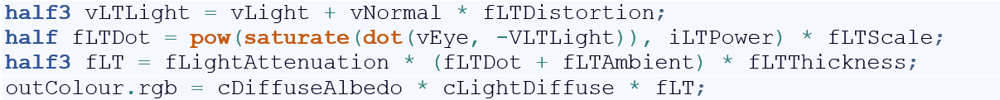 half3 vLTLight = vLight + vNormal * fLTDistortion;
half fLTDot = pow(saturate(dot(vEye, -VLTLight)), iLTPower) * fLTScale;
half3 fLT = fLightAttenuation * (fLTDot + fLTAmbient) * fLTThickness;
outColour.rgb = cDiffuseAlbedo * cLightDiffuse * fLT;